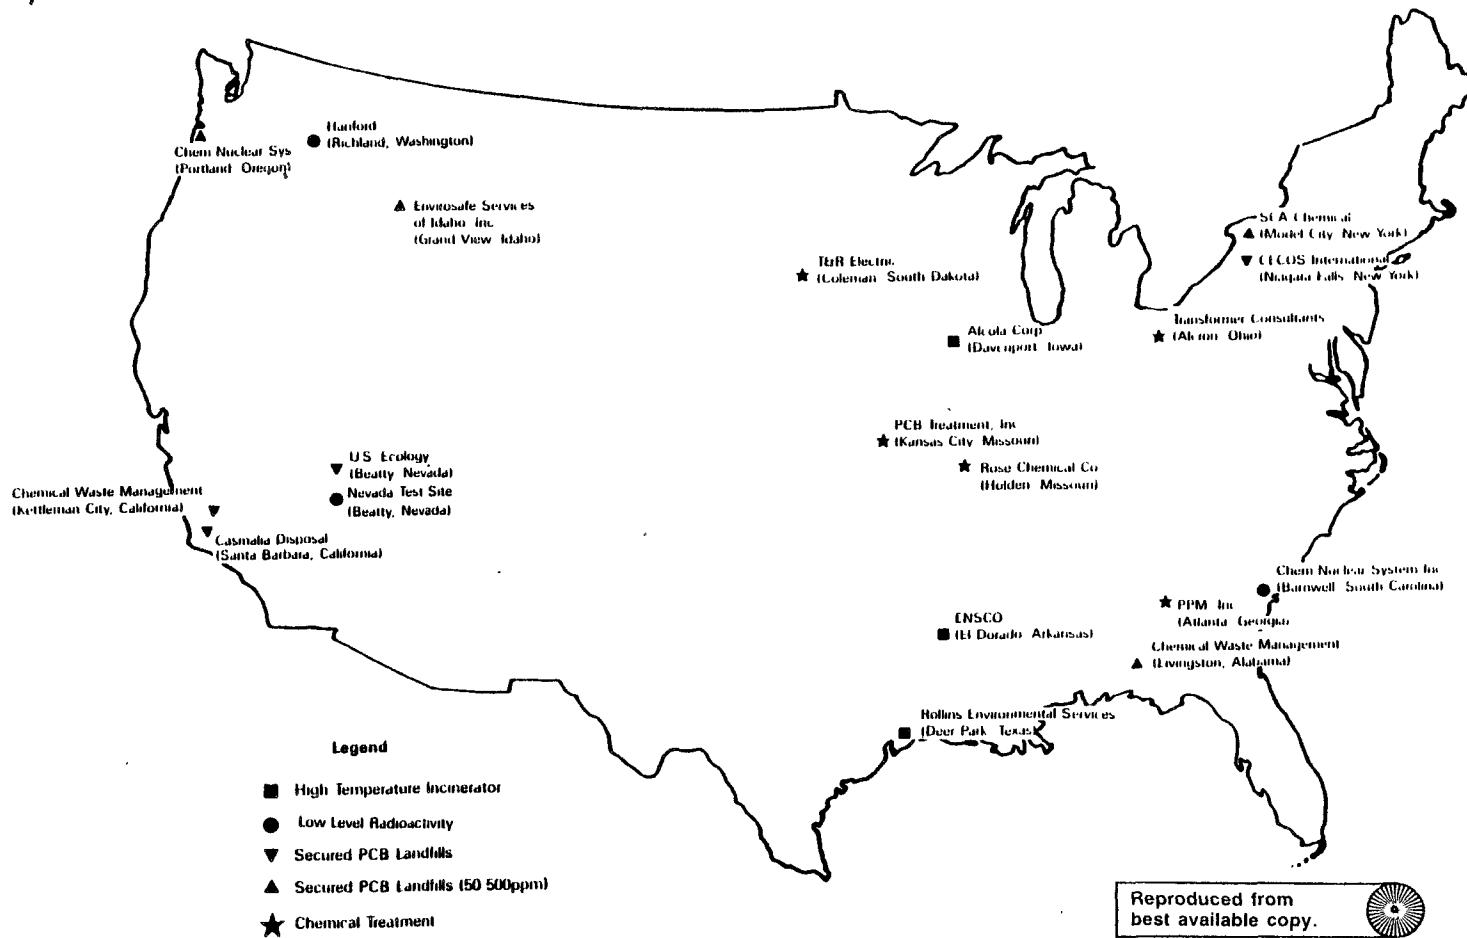 Hanford
(Richland, Washington)
Chem Nuclear Sys
(Portland Oregon)
Envirosafe Services
of Idaho Inc
(Grand View Idaho)
SCA Chemical
(Model City New York)
CECOS International
(Niagara Falls New York)
T&R Electric
(Coleman South Dakota)
Transformer Consultants
(Akron Ohio)
Corp
(Davenport Iowa)
PCB Treatment, Inc
(Kansas City Missouri)
Rose Chemical Co
(Holden Missouri)
U.S. Ecology
(Beatty Nevada)
Nevada Test Site
(Beatty, Nevada)
Chemical Waste Management
(Kettleman City, California)
Casmalia Disposal
(Santa Barbara, California)
Chem Nuclear System Inc
(Barnwell South Carolina)
PPM Inc
(Atlanta Georgia)
ENSCO
(El Dorado Arkansas)
Chemical Waste Management
(Livingston, Alabama)
Rollins Environmental Services
(Deer Park Texas)
Legend
High Temperature Incinerator
Low Level Radioactivity
Secured PCB Landfills
Secured PCB Landfills (50 500ppm)
Chemical Treatment
Reproduced from
best available copy.